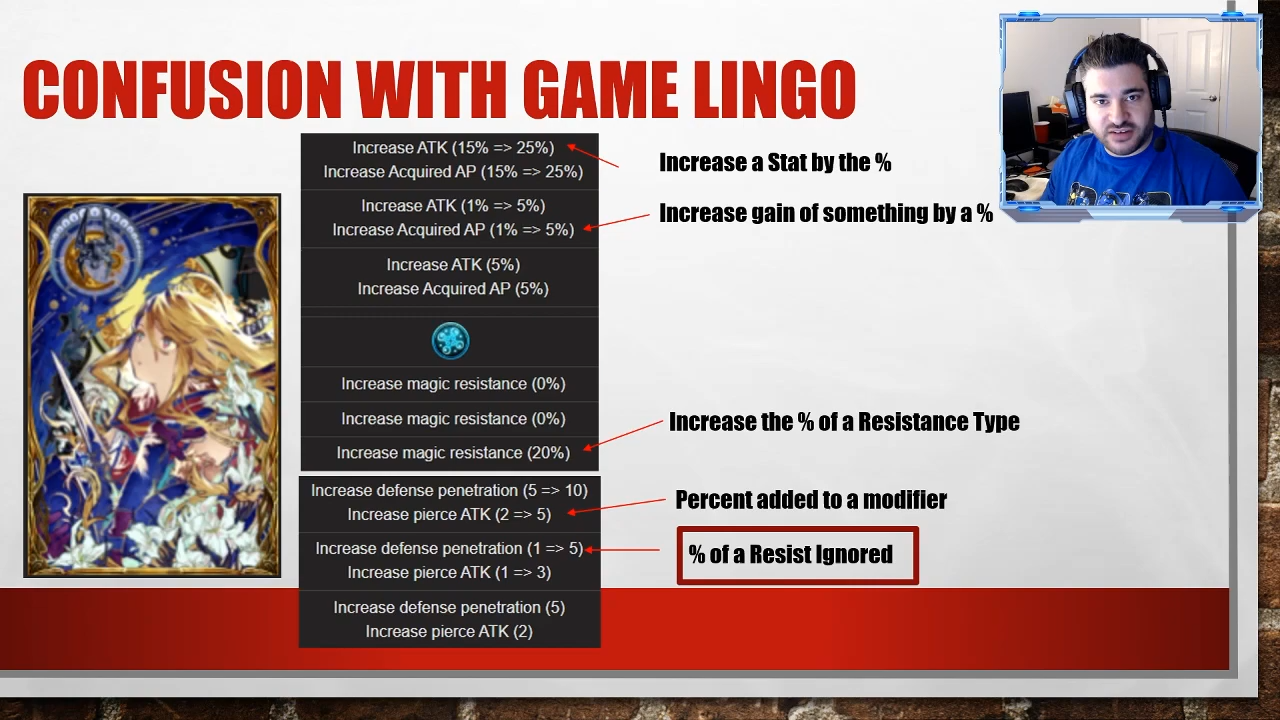 CONFUSION WITH GAME LINGO
Increase ATK (15% => 25%)
Increase Acquired AP (15% => 25%)
Increase ATK (1% => 5%)
Increase Acquired AP (1% => 5%)
Increase ATK (5%)
Increase Acquired AP (5%)
Increase magic resistance (0%)
Increase magic resistance (0%)
Increase magic resistance (20%)
Increase defense penetration (5 => 10)
Increase pierce ATK (2 => 5)
Increase defense penetration (1 => 5)
Increase pierce ATK (1 => 3)
Increase defense penetration (5)
Increase pierce ATK (2)
Increase a Stat by the %
Increase gain of something by a %
Increase the % of a Resistance Type
Percent added to a modifier
% of a Resist Ignored